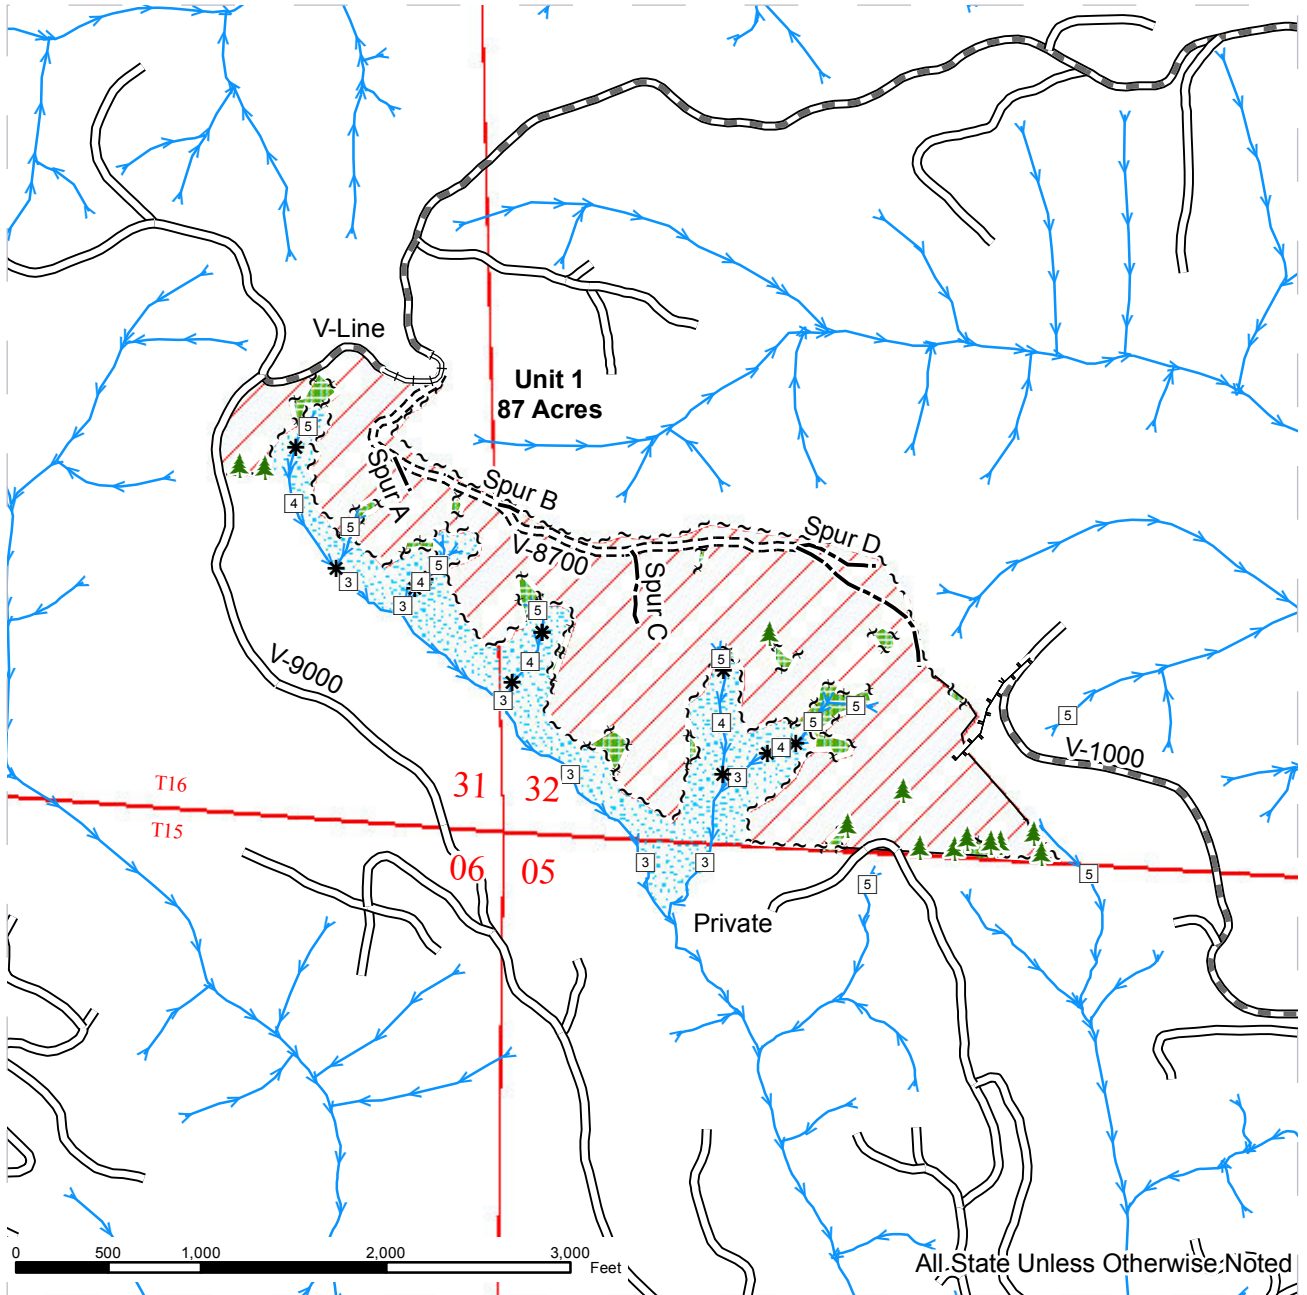 V-Line
Unit 1
87 Acres
5
4
Spur A
Spur B
5
V-8700
Spur D
3
5
4
3
Spur C
5
4
3
V-9000
5
4
5
5
4
3
3
5
V-1000
T16
T15
31
32
06
05
3
3
5
5
Private
0
500
1,000
2,000
3,000
Feet
All State Unless Otherwise Noted